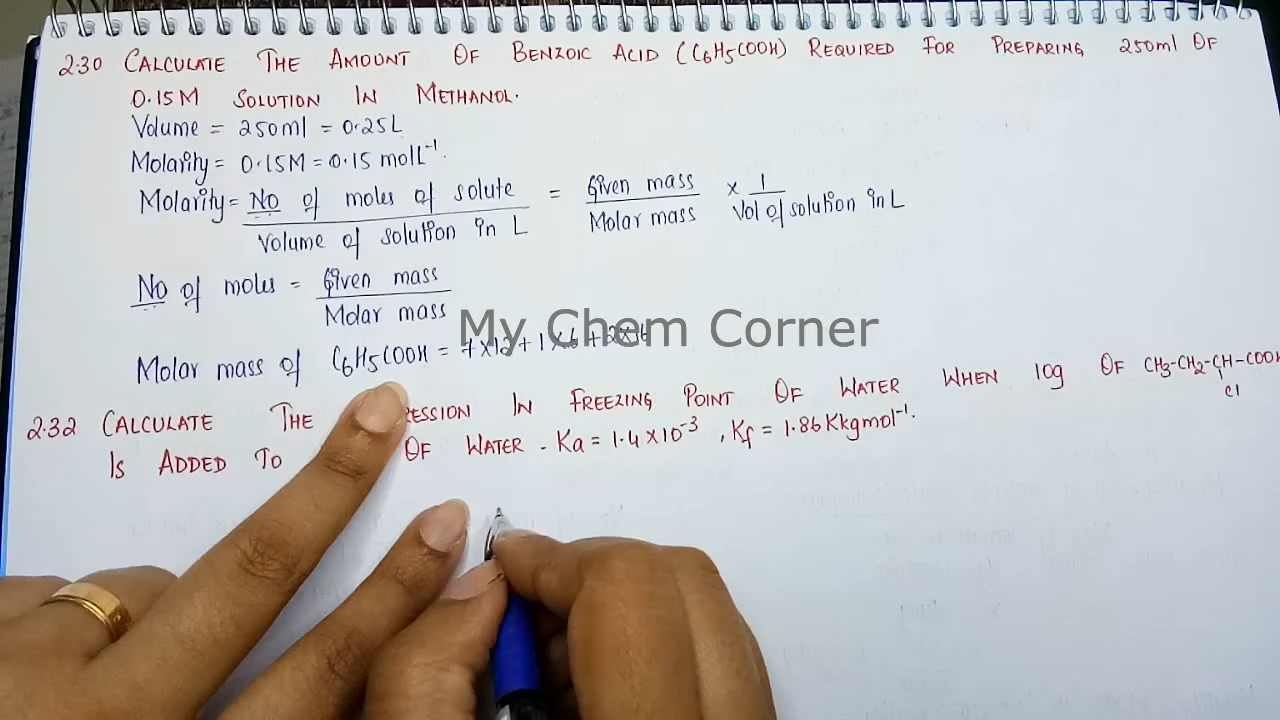 2.30 CALCULATE THE AMOUNT OF BENZOIC ACID (C6H5COOH) REQUIRED FOR PREPARING 250ml OF
0.15M SOLUTION IN METHANOL.
Volume = 250ml = 0.25L
Molarity = 0.15M = 0.15 molL⁻¹.
Molarity = No of moles of solute / Volume of solution in L = Given mass / Molar mass × 1 / Vol of solution in L
No of moles = Given mass / Molar mass
My Chem Corner
Molar mass of C6H5COOH = 7×12 + 1×6 + 2×16
2.32 CALCULATE THE RESSION IN FREEZING POINT OF WATER WHEN 10g OF CH3-CH2-CH-COOH
Cl
IS ADDED TO OF WATER. Ka = 1.4×10⁻³, Kf = 1.86 Kkgmol⁻¹.